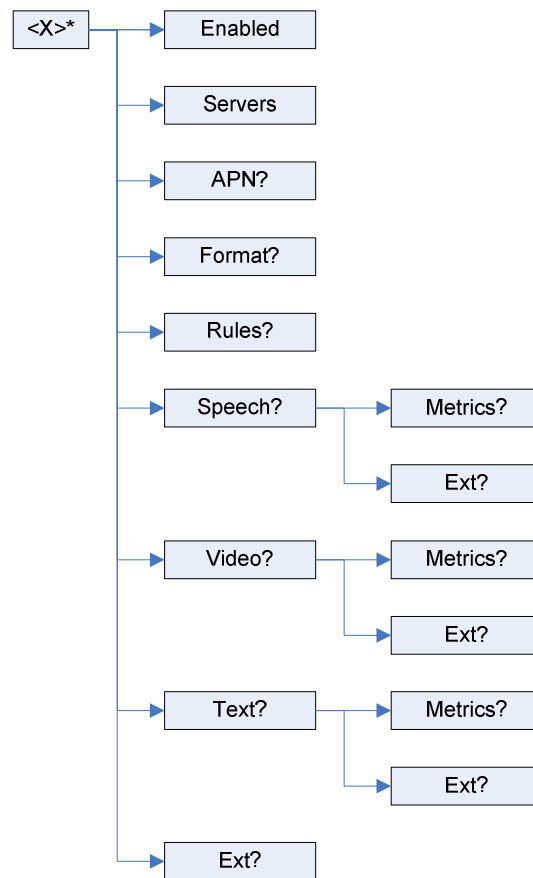 <X>*
Enabled
Servers
APN?
Format?
Rules?
Speech?
Metrics?
Ext?
Video?
Metrics?
Ext?
Text?
Metrics?
Ext?
Ext?